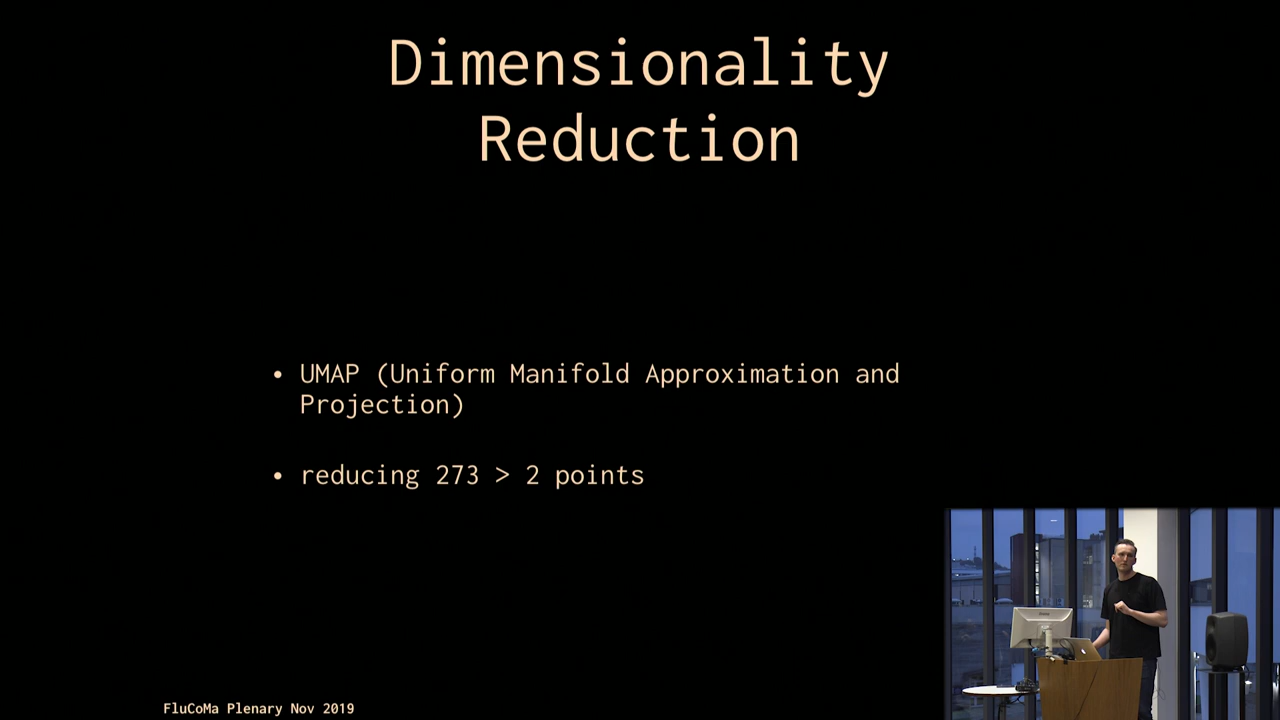 Dimensionality
Reduction
• UMAP (Uniform Manifold Approximation and
Projection)
• reducing 273 > 2 points
FluCoMa Plenary Nov 2019